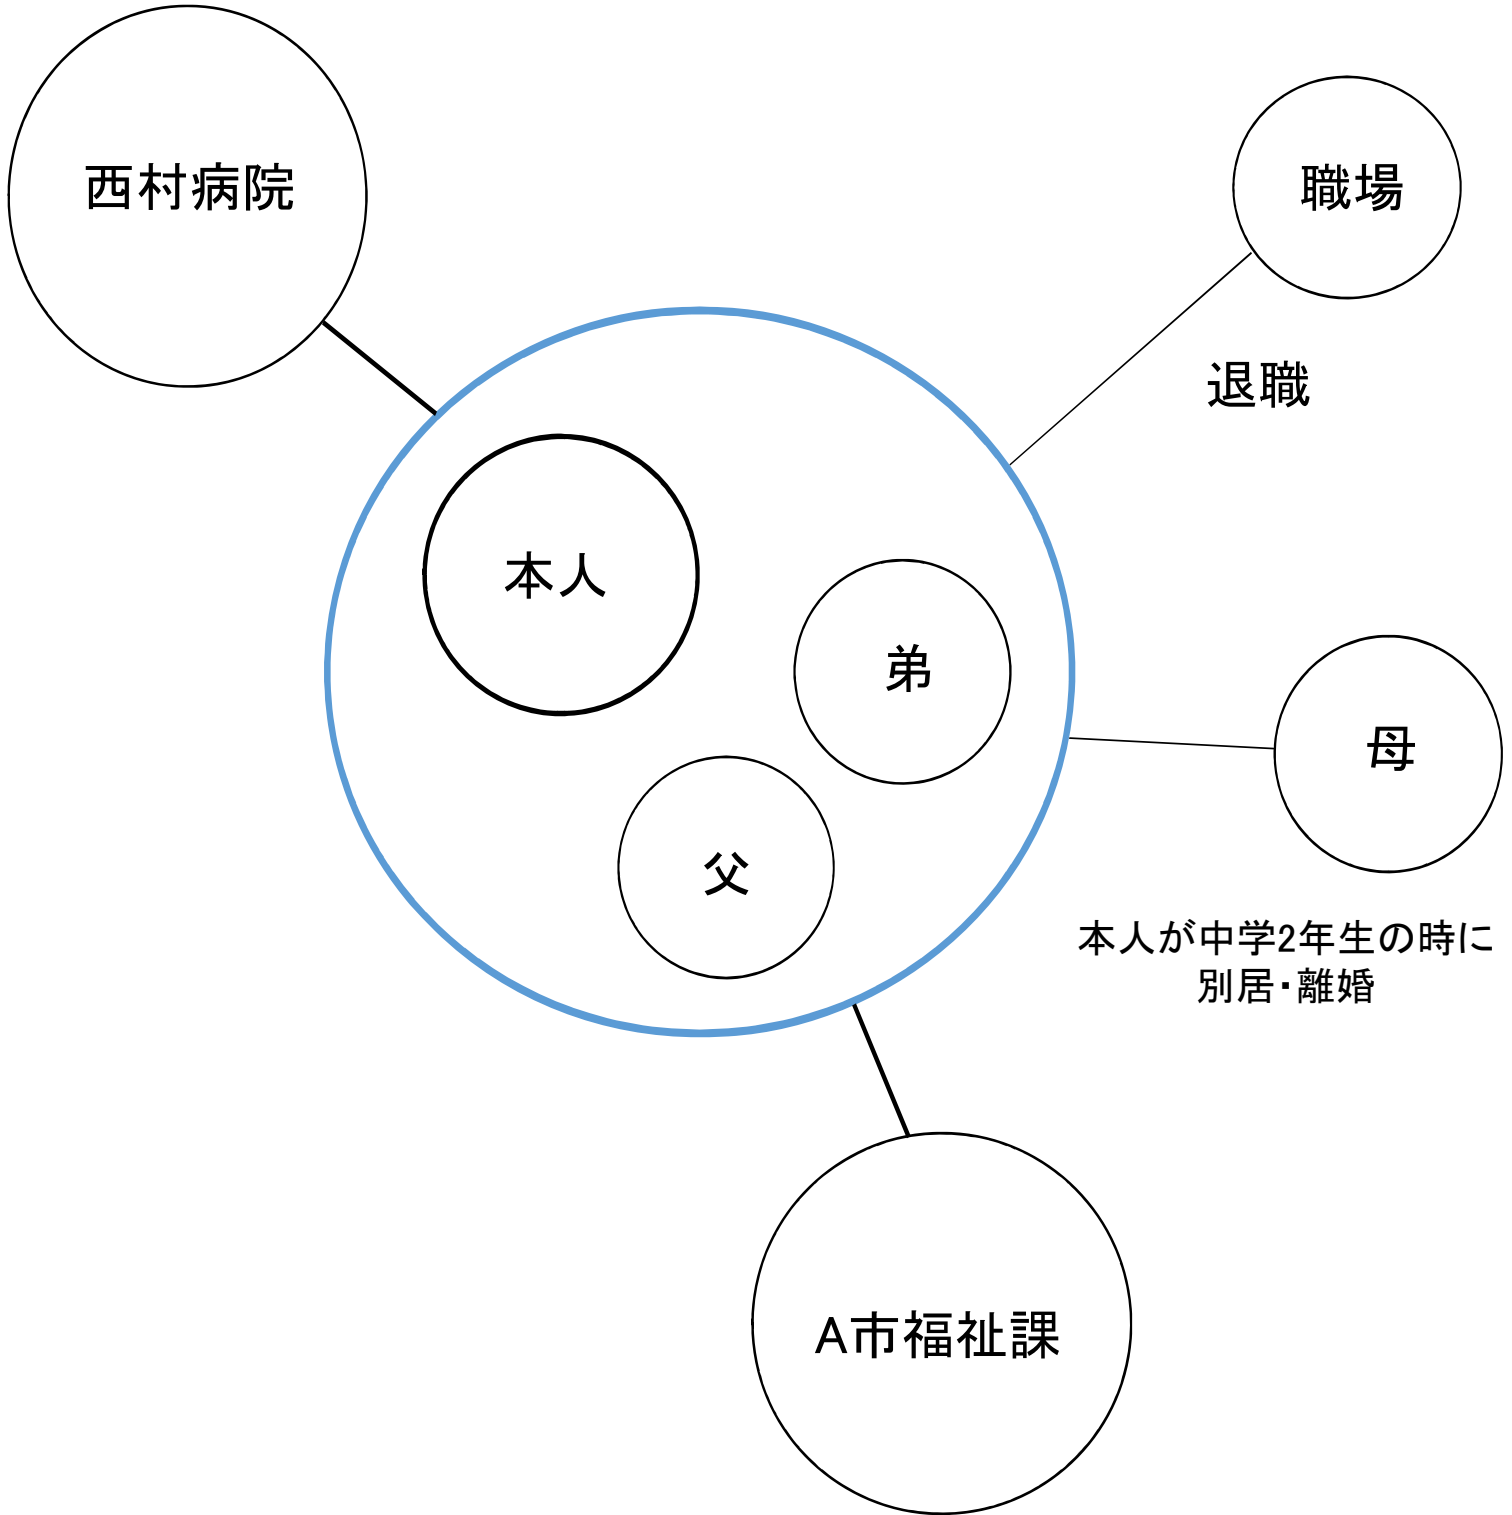 西村病院
職場
退職
本人
弟
母
父
本人が中学2年生の時に
別居・離婚
A市福祉課